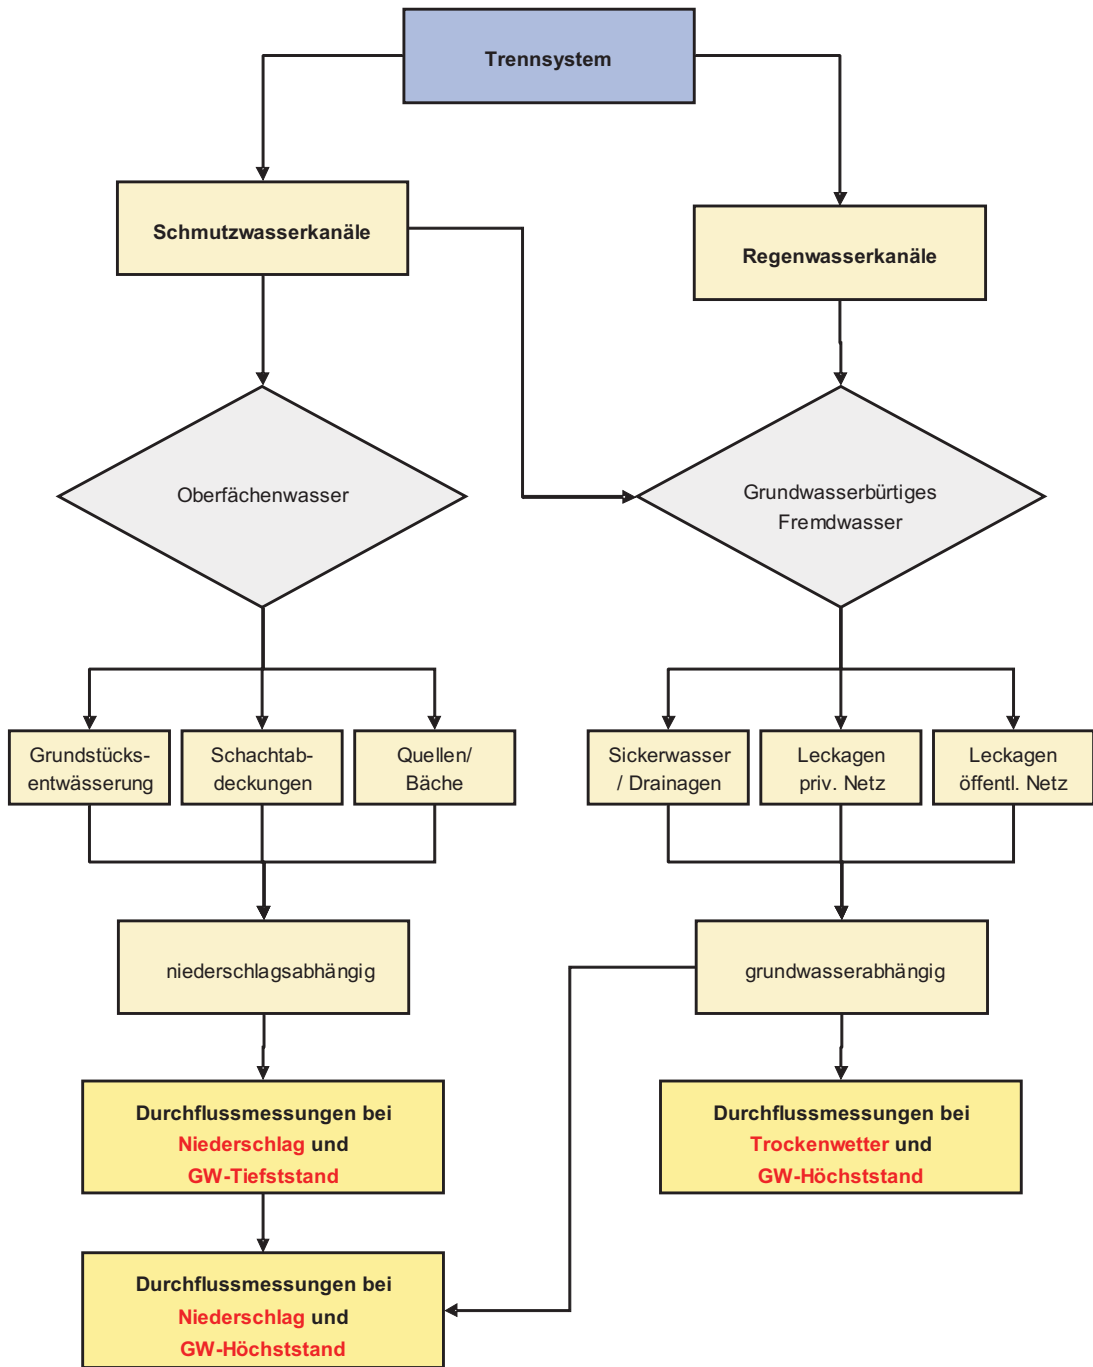 Trennsystem
Schmutzwasserkanäle
Regenwasserkanäle
Oberfächenwasser
Grundwasserbürtiges
Fremdwasser
Grundstücks-
entwässerung
Schachtab-
deckungen
Quellen/
Bäche
Sickerwasser
/ Drainagen
Leckagen
priv. Netz
Leckagen
öffentl. Netz
niederschlagsabhängig
grundwasserabhängig
Durchflussmessungen bei
Niederschlag und
GW-Tiefststand
Durchflussmessungen bei
Trockenwetter und
GW-Höchststand
Durchflussmessungen bei
Niederschlag und
GW-Höchststand